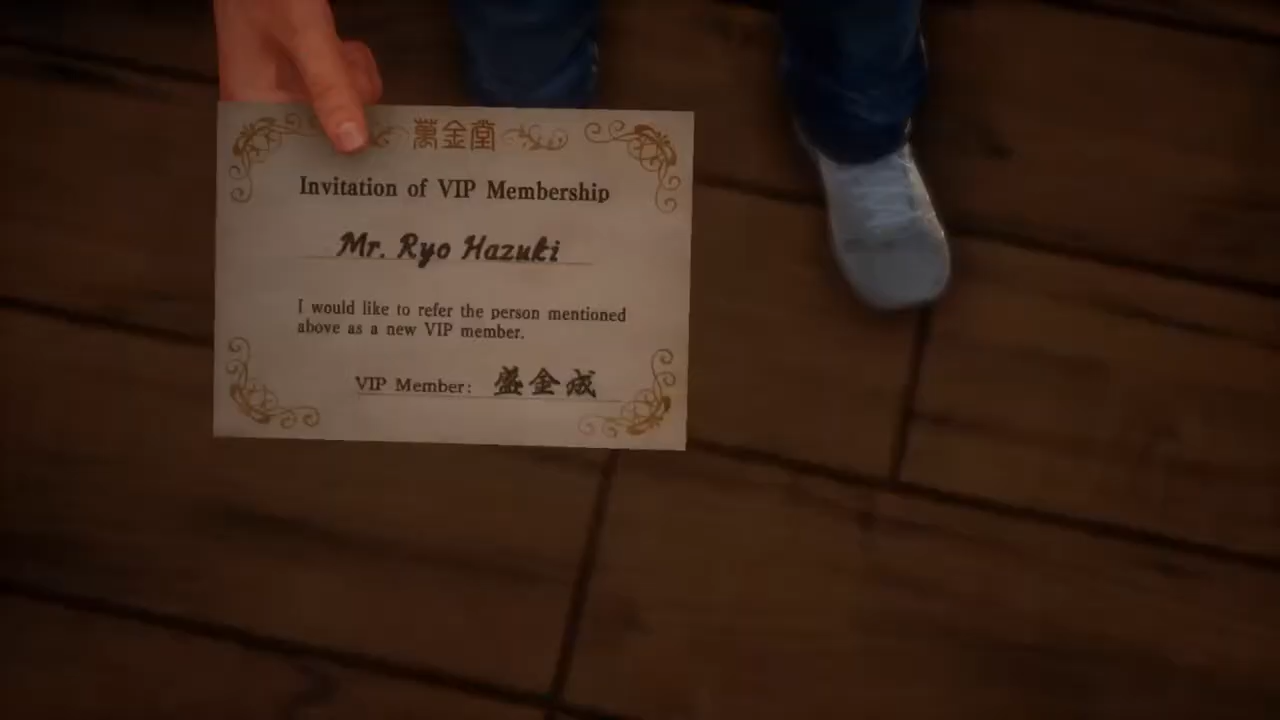 萬金堂
Invitation of VIP Membership
Mr. Ryo Hazuki
I would like to refer the person mentioned
above as a new VIP member.
VIP Member: 盛金成